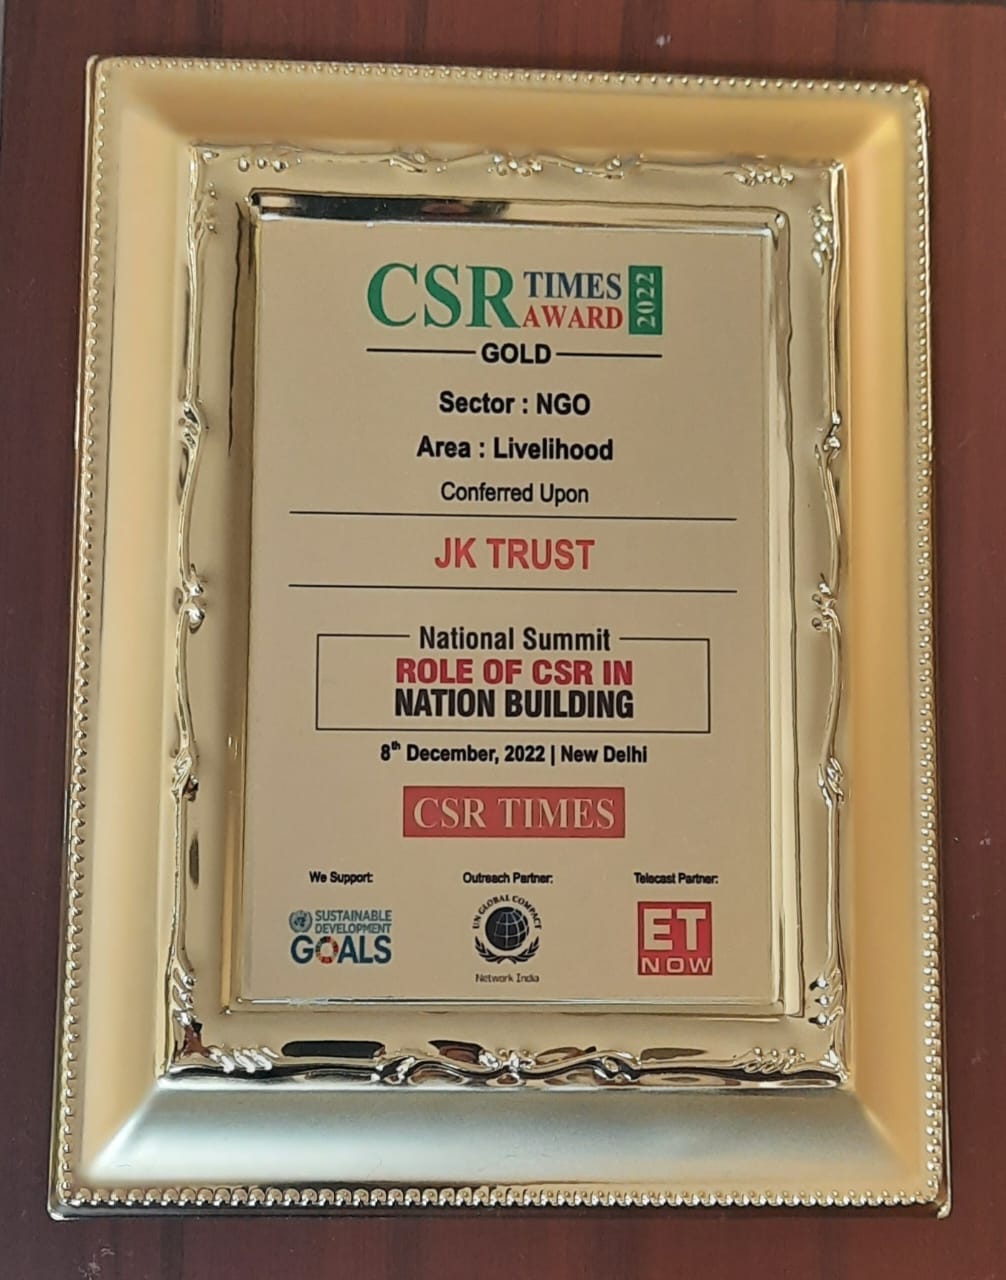 CSR TIMES AWARD 2022
GOLD
Sector : NGO
Area : Livelihood
Conferred Upon
JK TRUST
National Summit
ROLE OF CSR IN
NATION BUILDING
8th December, 2022 | New Delhi
CSR TIMES
We Support:
SUSTAINABLE
DEVELOPMENT
GOALS
Outreach Partner:
UN GLOBAL COMPACT
Network India
Telecast Partner:
ET
NOW